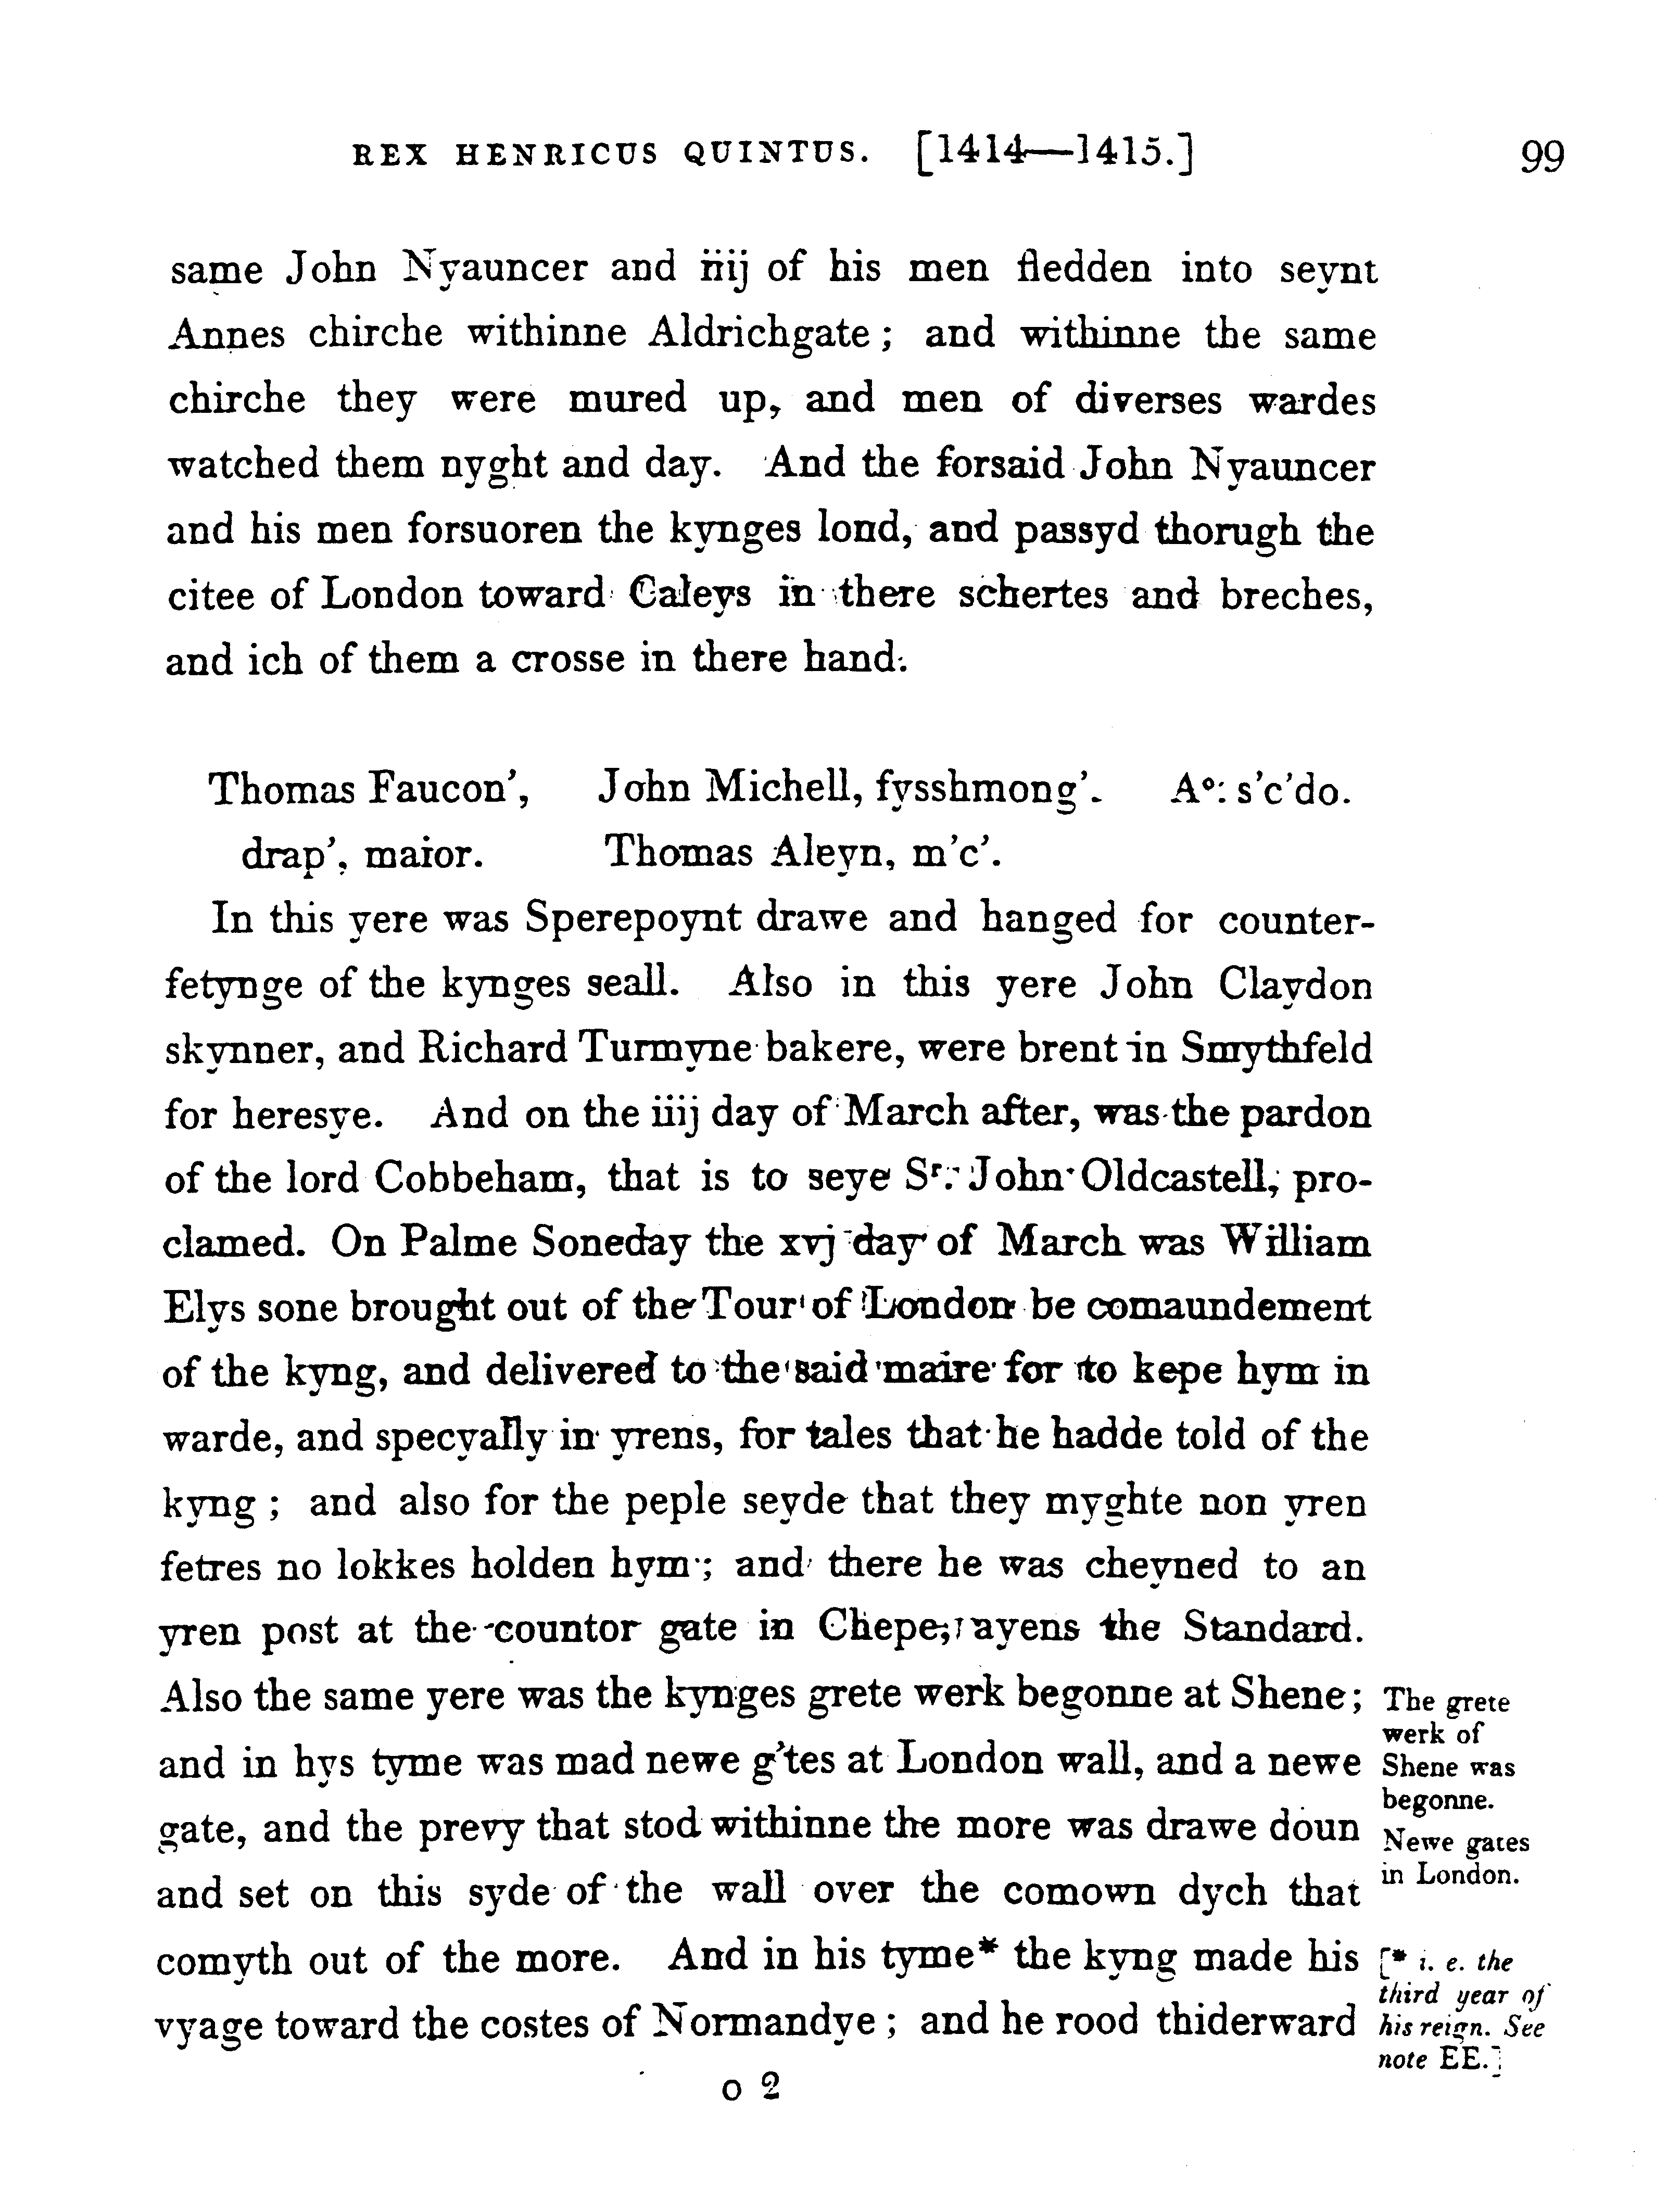 REX HENRICUS QUINTUS. [1414—1415.] 99
same John Nyauncer and iiij of his men fledden into seynt
Annes chirche withinne Aldrichgate; and withinne the same
chirche they were mured up, and men of diverses wardes
watched them nyght and day. And the forsaid John Nyauncer
and his men forsuoren the kynges lond, and passyd thorugh the
citee of London toward Caleys in there schertes and breches,
and ich of them a crosse in there hand.
Thomas Faucon', John Michell, fysshmong'. Aº: s'c'do.
drap', maior. Thomas Aleyn, m'c'.
In this yere was Sperepoynt drawe and hanged for counter-
fetynge of the kynges seall. Also in this yere John Claydon
skynner, and Richard Turmyne bakere, were brent in Smythfeld
for heresye. And on the iiij day of March after, was the pardon
of the lord Cobbeham, that is to seye Sr. John Oldcastell, pro-
clamed. On Palme Soneday the xvj day of March was William
Elys sone brought out of the Tour of London be comaundement
of the kyng, and delivered to the said maire for to kepe hym in
warde, and specyally in yrens, for tales that he hadde told of the
kyng; and also for the peple seyde that they myghte non yren
fetres no lokkes holden hym; and there he was cheyned to an
yren post at the countor gate in Chepe, ayens the Standard.
Also the same yere was the kynges grete werk begonne at Shene;
and in hys tyme was mad newe g'tes at London wall, and a newe
gate, and the prevy that stod withinne the more was drawe doun
and set on this syde of the wall over the comown dych that
comyth out of the more. And in his tyme* the kyng made his
vyage toward the costes of Normandye; and he rood thiderward
The grete
werk of
Shene was
begonne.
Newe gates
in London.
[* i. e. the
third year of
his reign. See
note EE.]
o 2